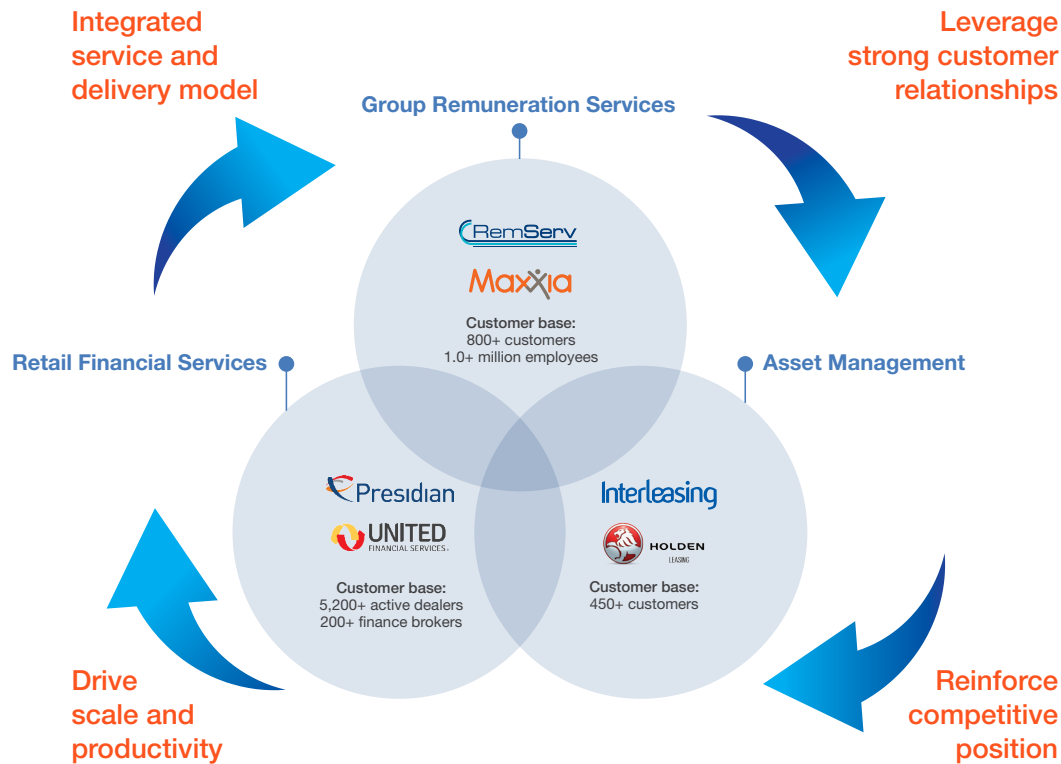 Integrated
service and
delivery model
Leverage
strong customer
relationships
Group Remuneration Services
RemServ
Maxxia
Customer base:
800+ customers
1.0+ million employees
Retail Financial Services
Asset Management
Presidian
UNITED
FINANCIAL SERVICES
Customer base:
5,200+ active dealers
200+ finance brokers
Interleasing
HOLDEN
LEASING
Customer base:
450+ customers
Drive
scale and
productivity
Reinforce
competitive
position